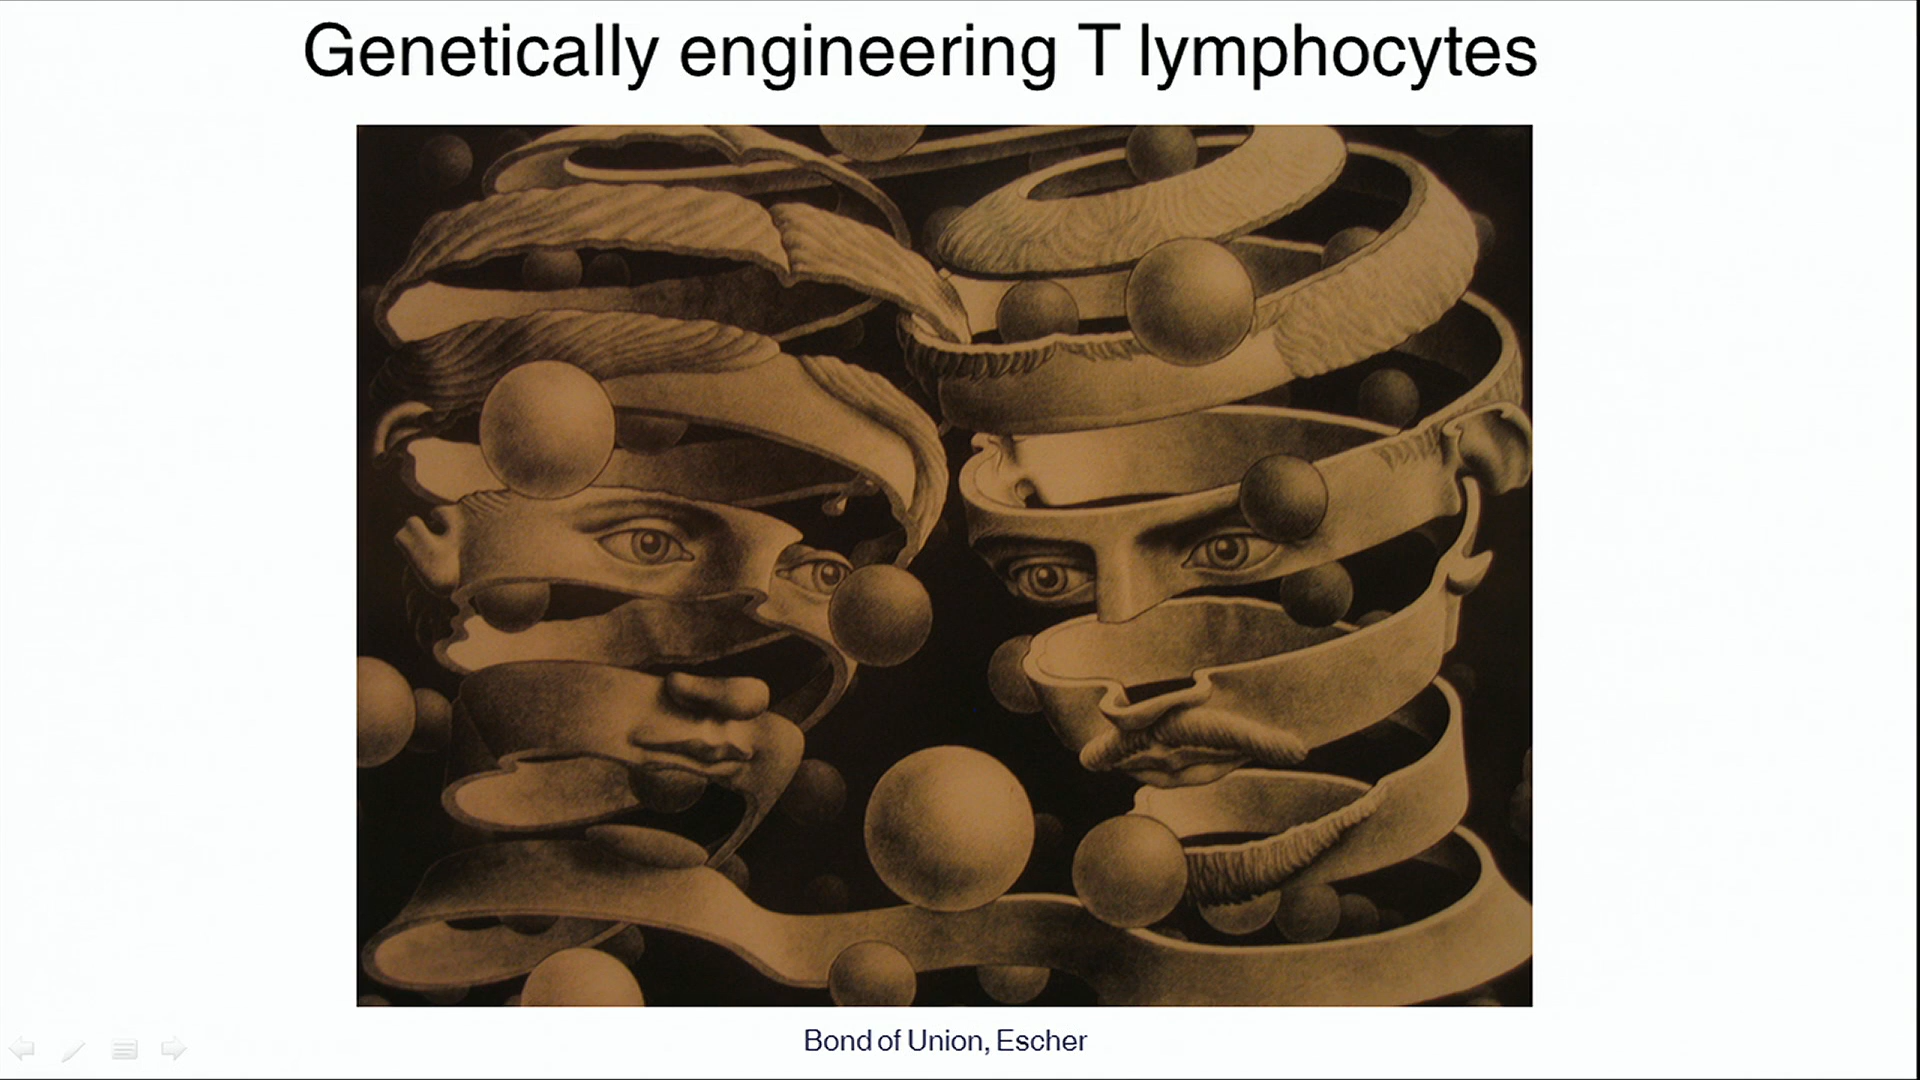 Genetically engineering T lymphocytes
Bond of Union, Escher